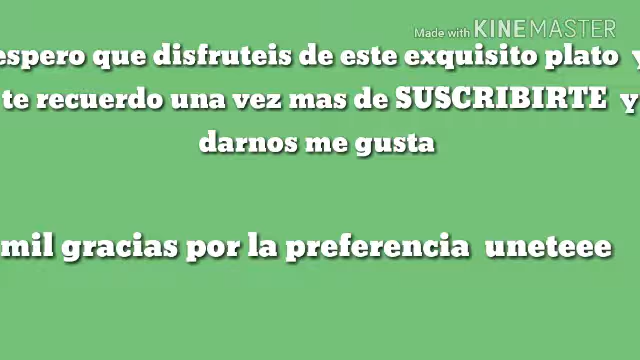 Made with KINEMASTER
espero que disfruteis de este exquisito plato y
te recuerdo una vez mas de SUSCRIBIRTE y
darnos me gusta
mil gracias por la preferencia uneteee